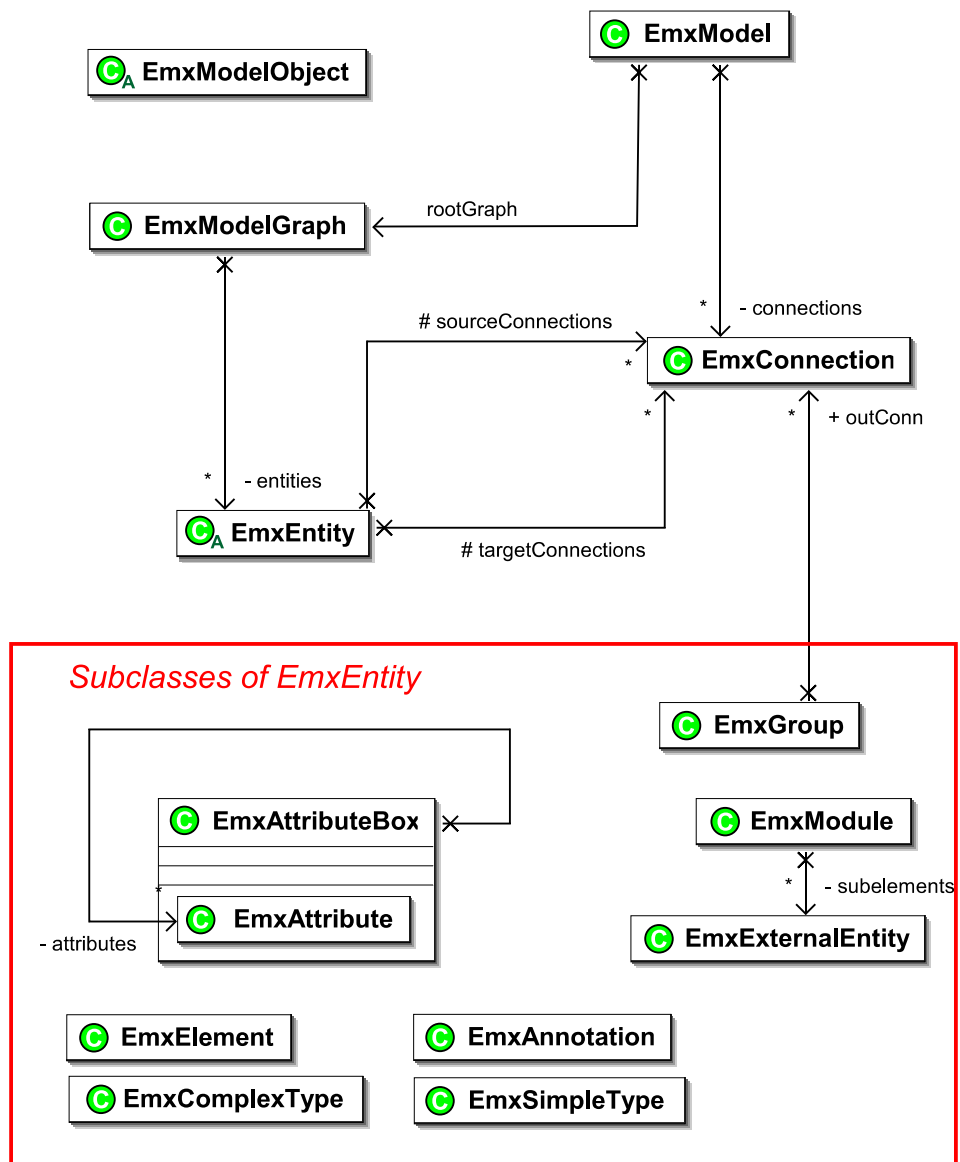 C EmxModel
C A EmxModelObject
rootGraph
C EmxModelGraph
* - connections
# sourceConnections
*
C EmxConnection
* * + outConn
* - entities
C A EmxEntity
# targetConnections
Subclasses of EmxEntity
C EmxGroup
C EmxAttributeBox
C EmxModule
* - subelements
*
C EmxAttribute
- attributes
C EmxExternalEntity
C EmxElement
C EmxAnnotation
C EmxComplexType
C EmxSimpleType